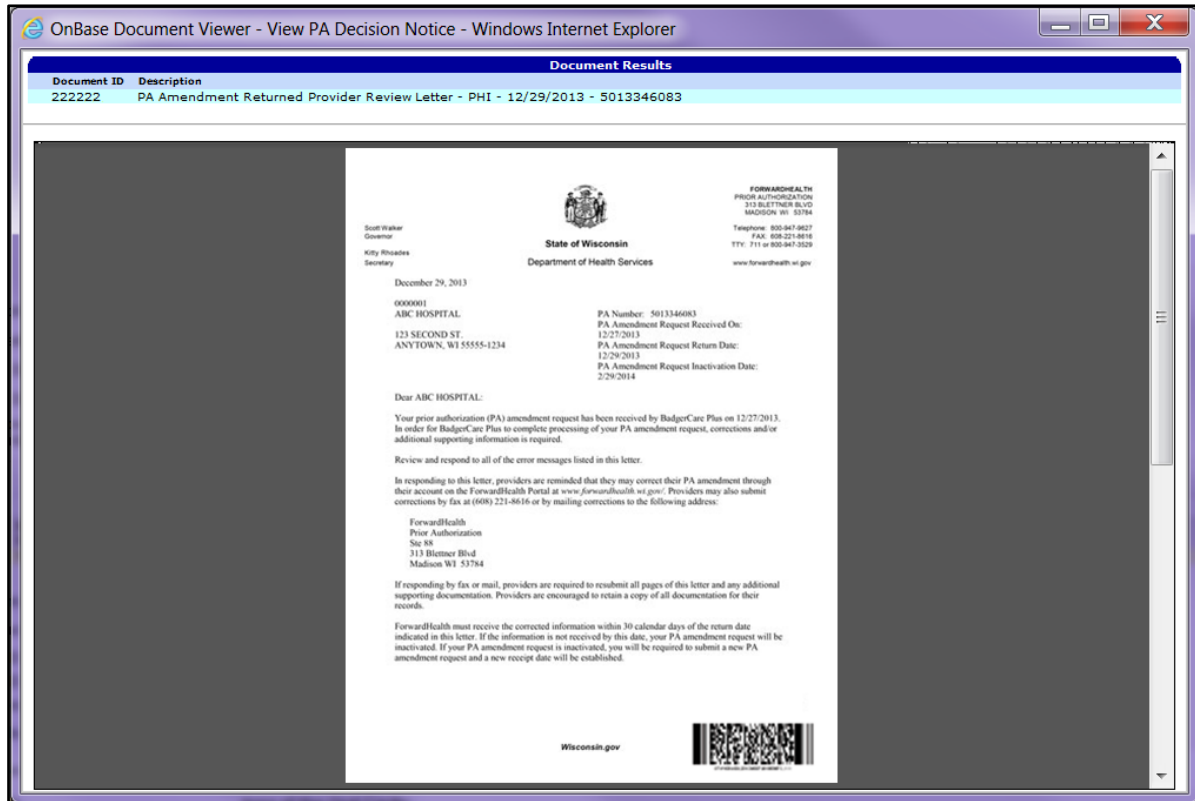 OnBase Document Viewer - View PA Decision Notice - Windows Internet Explorer
Document Results
Document ID Description
222222 PA Amendment Returned Provider Review Letter - PHI - 12/29/2013 - 5013346083
FORWARDHEALTH
PRIOR AUTHORIZATION
313 BLETTNER BLVD
MADISON WI 53784
Scott Walker
Governor
Kitty Rhoades
Secretary
State of Wisconsin
Department of Health Services
Telephone: 800-947-9627
FAX: 608-221-8616
TTY: 711 or 800-947-3529
www.forwardhealth.wi.gov
December 29, 2013
0000001
ABC HOSPITAL
123 SECOND ST.
ANYTOWN, WI 55555-1234
PA Number: 5013346083
PA Amendment Request Received On:
12/27/2013
PA Amendment Request Return Date:
12/29/2013
PA Amendment Request Inactivation Date:
2/29/2014
Dear ABC HOSPITAL:
Your prior authorization (PA) amendment request has been received by BadgerCare Plus on 12/27/2013.
In order for BadgerCare Plus to complete processing of your PA amendment request, corrections and/or
additional supporting information is required.
Review and respond to all of the error messages listed in this letter.
In responding to this letter, providers are reminded that they may correct their PA amendment through
their account on the ForwardHealth Portal at www.forwardhealth.wi.gov/. Providers may also submit
corrections by fax at (608) 221-8616 or by mailing corrections to the following address:
ForwardHealth
Prior Authorization
Ste 88
313 Blettner Blvd
Madison WI 53784
If responding by fax or mail, providers are required to resubmit all pages of this letter and any additional
supporting documentation. Providers are encouraged to retain a copy of all documentation for their
records.
ForwardHealth must receive the corrected information within 30 calendar days of the return date
indicated in this letter. If the information is not received by this date, your PA amendment request will be
inactivated. If your PA amendment request is inactivated, you will be required to submit a new PA
amendment request and a new receipt date will be established.
Wisconsin.gov